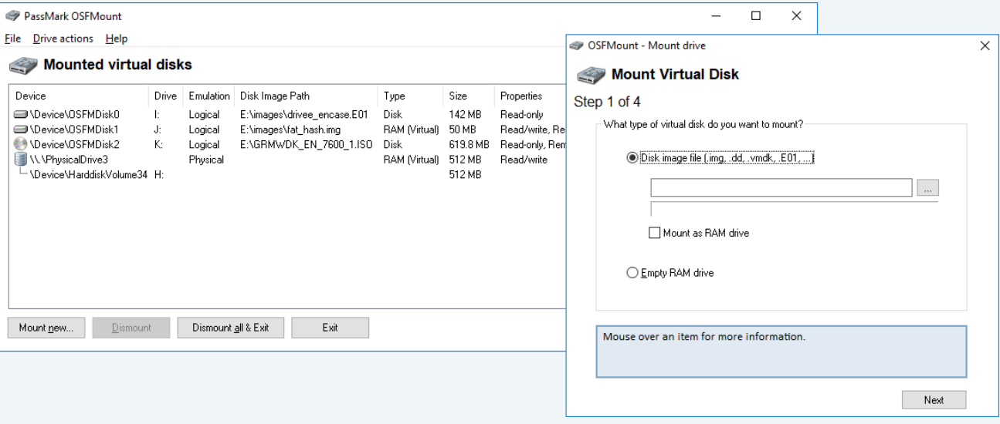 PassMark OSFMount
File Drive actions Help
Mounted virtual disks
Device Drive Emulation Disk Image Path Type Size Properties
\Device\OSFMDisk0 I: Logical E:\images\drivee_encase.E01 Disk 142 MB Read-only
\Device\OSFMDisk1 J: Logical E:\images\fat_hash.img RAM (Virtual) 50 MB Read/write, Re
\Device\OSFMDisk2 K: Logical E:\GRMWDK_EN_7600_1.ISO Disk 619.8 MB Read-only, Rem
\\.\PhysicalDrive3 Physical RAM (Virtual) 512 MB Read/write
\Device\HarddiskVolume34 H: 512 MB
Mount new... Dismount Dismount all & Exit Exit
OSFMount - Mount drive
Mount Virtual Disk
Step 1 of 4
What type of virtual disk do you want to mount?
Disk image file (.img, .dd, .vmdk, .E01, ...)
...
Mount as RAM drive
Empty RAM drive
Mouse over an item for more information.
Next